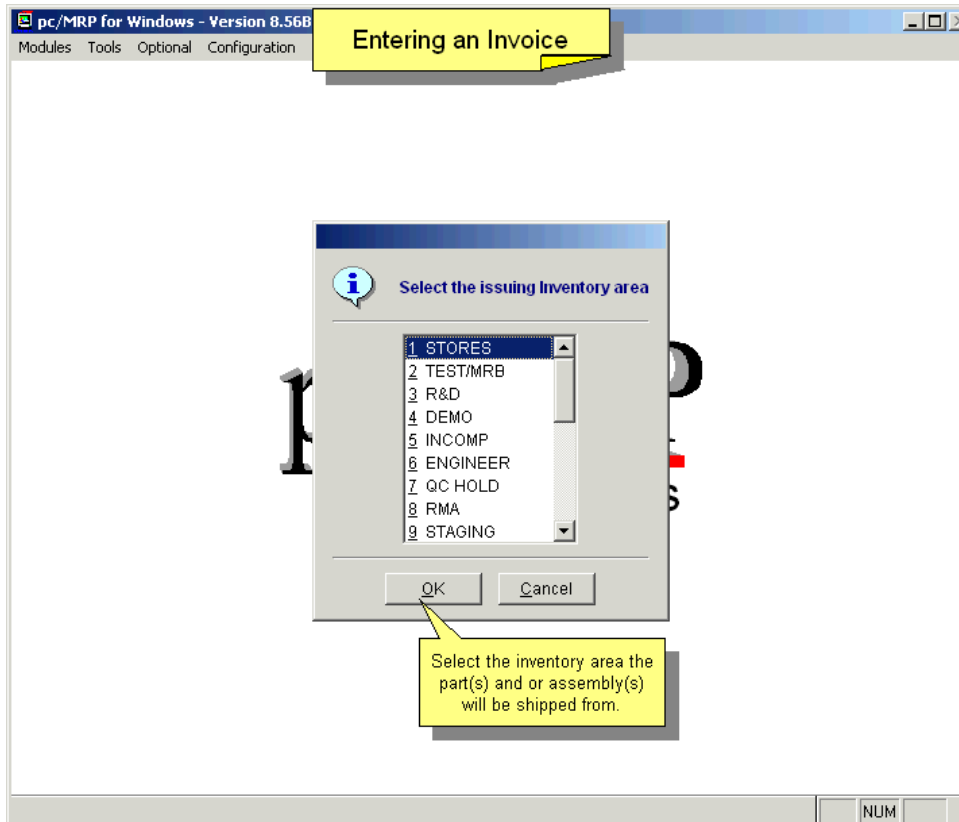 pc/MRP for Windows - Version 8.56B
Entering an Invoice
Modules Tools Optional Configuration
Select the issuing Inventory area
1 STORES
2 TEST/MRB
3 R&D
4 DEMO
5 INCOMP
6 ENGINEER
7 QC HOLD
8 RMA
9 STAGING
OK Cancel
Select the inventory area the
part(s) and or assembly(s)
will be shipped from.
NUM